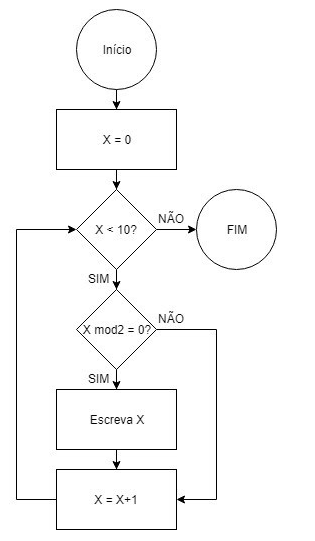 Início
X = 0
X < 10?
NÃO
FIM
SIM
X mod2 = 0?
NÃO
SIM
Escreva X
X = X+1